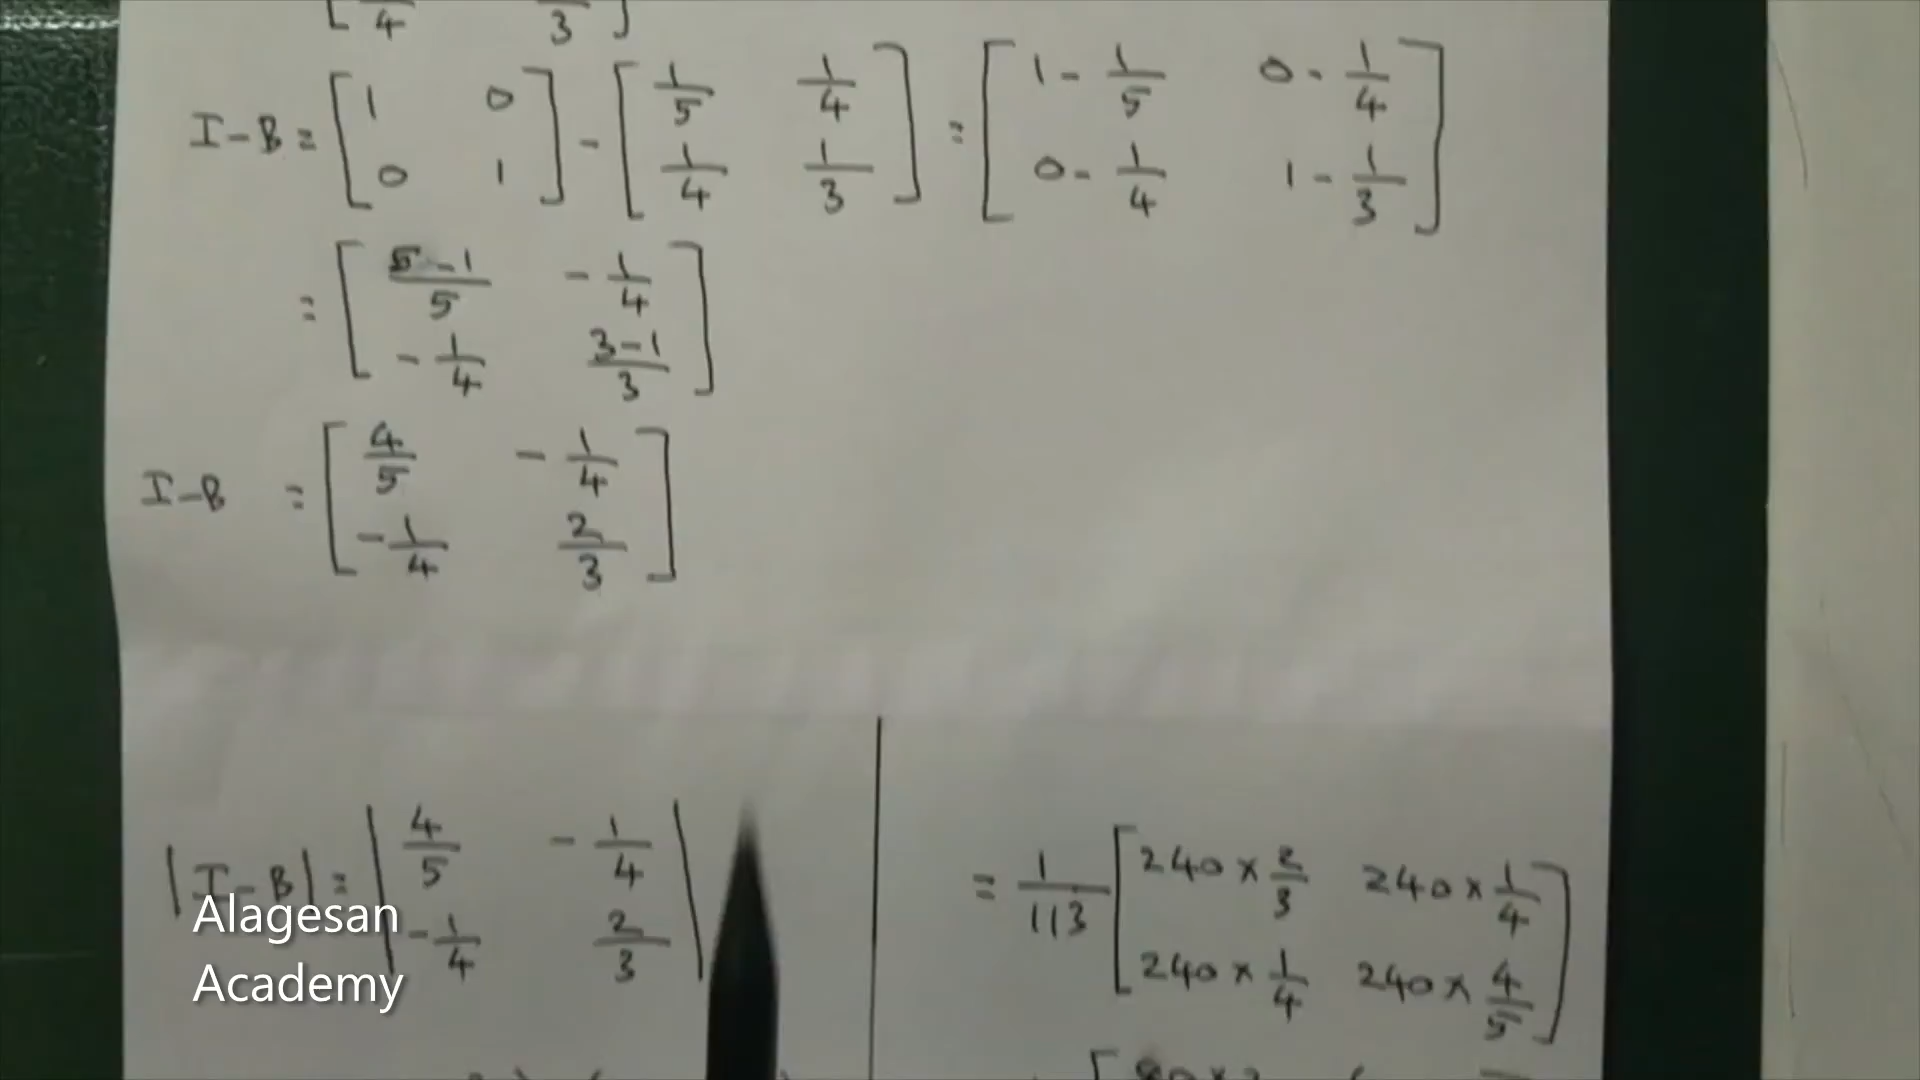 [ 4 3 ]
I-B = [ 1 0 ; 0 1 ] - [ 1/5 1/4 ; 1/4 1/3 ] = [ 1 - 1/5 0 - 1/4 ; 0 - 1/4 1 - 1/3 ]
= [ 5-1/5 - 1/4 ; - 1/4 3-1/3 ]
I-B = [ 4/5 - 1/4 ; - 1/4 2/3 ]
|I-B| = | 4/5 - 1/4 ; - 1/4 2/3 |
= 1/113 [ 240 × 2/3 240 × 1/4 ; 240 × 1/4 240 × 4/5 ]
Alagesan
Academy